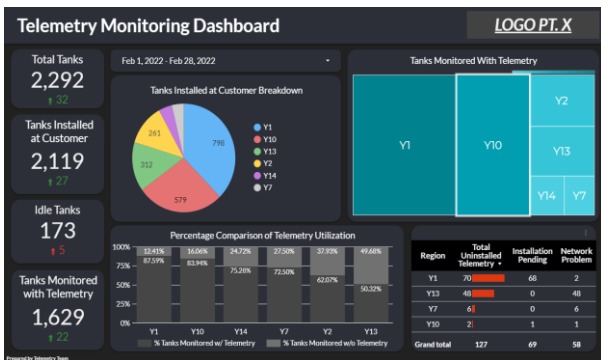 Telemetry Monitoring Dashboard
LOGO PT. X
Total Tanks
2,292
32
Tanks Installed
at Customer
2,119
27
Idle Tanks
173
5
Tanks Monitored
with Telemetry
1,629
22
Feb 1, 2022 - Feb 28, 2022
Tanks Installed at Customer Breakdown
798
579
312
261
Y1
Y10
Y13
Y2
Y14
Y7
Tanks Monitored With Telemetry
Y1
Y10
Y2
Y13
Y14
Y7
Percentage Comparison of Telemetry Utilization
100%
75%
50%
25%
0%
12.41% 16.06% 24.72% 27.50% 37.93% 49.68%
87.59% 83.94% 75.28% 72.50% 62.07% 50.32%
Y1 Y10 Y14 Y7 Y2 Y13
% Tanks Monitored w/ Telemetry % Tanks Monitored w/o Telemetry
Region Total Uninstalled Telemetry Installation Pending Network Problem
Y1 70 68 2
Y13 48 0 48
Y7 6 0 6
Y10 2 1 1
Grand total 127 69 58
Prepared by Telemetry Team